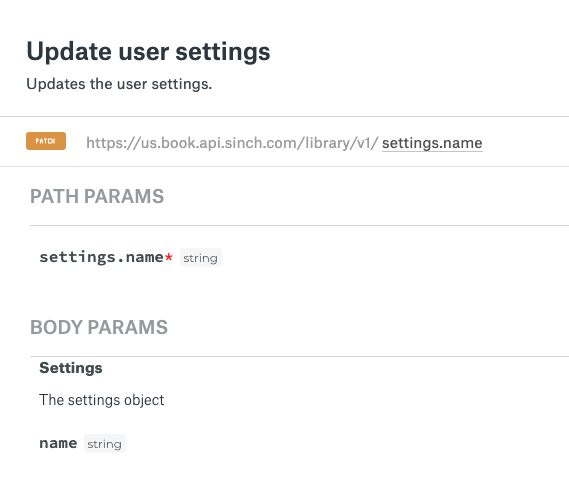 Update user settings
Updates the user settings.
PATCH https://us.book.api.sinch.com/library/v1/ settings.name
PATH PARAMS
settings.name* string
BODY PARAMS
Settings
The settings object
name string